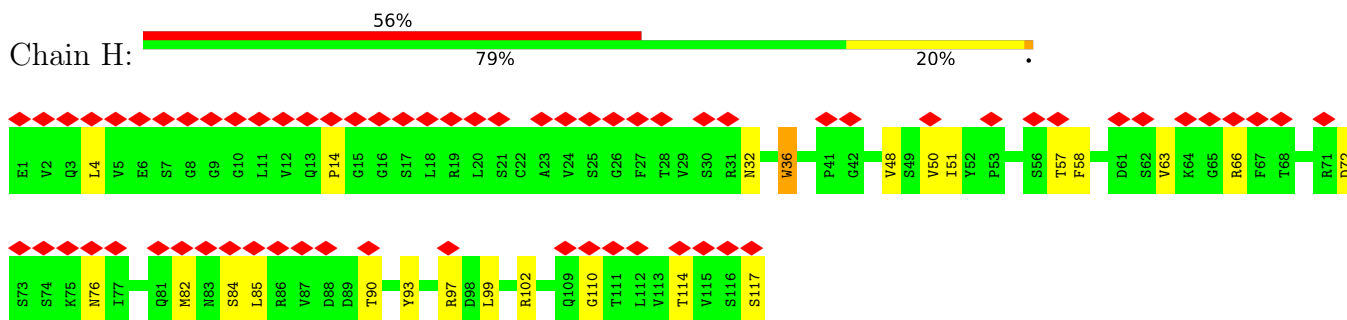 56%
Chain H:
79% 20% •
E1 V2 Q3 L4 V5 E6 S7 G8 G9 G10 L11 V12 Q13 P14 G15 G16 S17 L18 R19 L20 S21 C22 A23 V24 S25 G26 F27 T28 V29 S30 R31 N32 W36 P41 G42 V48 S49 V50 I51 Y52 P53 S56 T57 F58 D61 S62 V63 K64 G65 R66 F67 T68 R71 D72
S73 S74 K75 N76 I77 Q81 M82 N83 S84 L85 R86 V87 D88 D89 T90 Y93 R97 D98 L99 R102 Q109 G110 T111 L112 V113 T114 V115 S116 S117